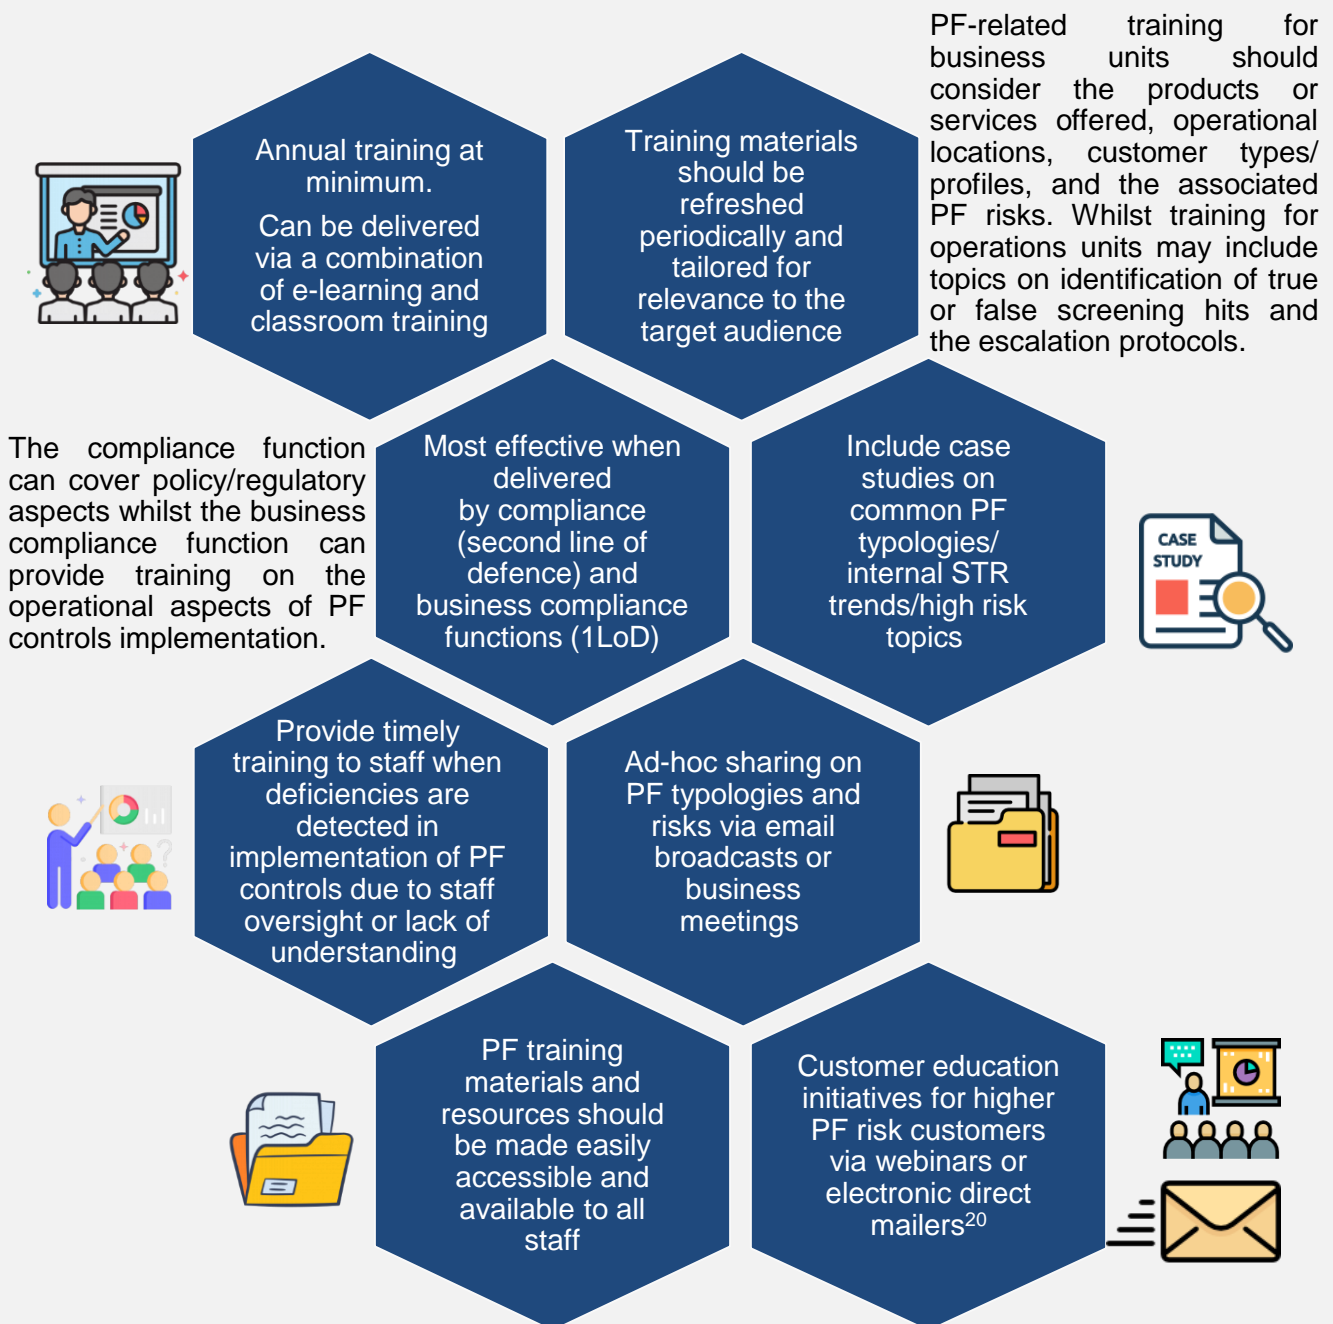 PF-related training for
business units should
consider the products or
services offered, operational
locations, customer types/
profiles, and the associated
PF risks. Whilst training for
operations units may include
topics on identification of true
or false screening hits and
the escalation protocols.
Annual training at
minimum.
Can be delivered
via a combination
of e-learning and
classroom training
Training materials
should be
refreshed
periodically and
tailored for
relevance to the
target audience
The compliance function
can cover policy/regulatory
aspects whilst the business
compliance function can
provide training on the
operational aspects of PF
controls implementation.
Most effective when
delivered
by compliance
(second line of
defence) and
business compliance
functions (1LoD)
Include case
studies on
common PF
typologies/
internal STR
trends/high risk
topics
CASE
STUDY
Provide timely
training to staff when
deficiencies are
detected in
implementation of PF
controls due to staff
oversight or lack of
understanding
Ad-hoc sharing on
PF typologies and
risks via email
broadcasts or
business
meetings
PF training
materials and
resources should
be made easily
accessible and
available to all
staff
Customer education
initiatives for higher
PF risk customers
via webinars or
electronic direct
mailers20